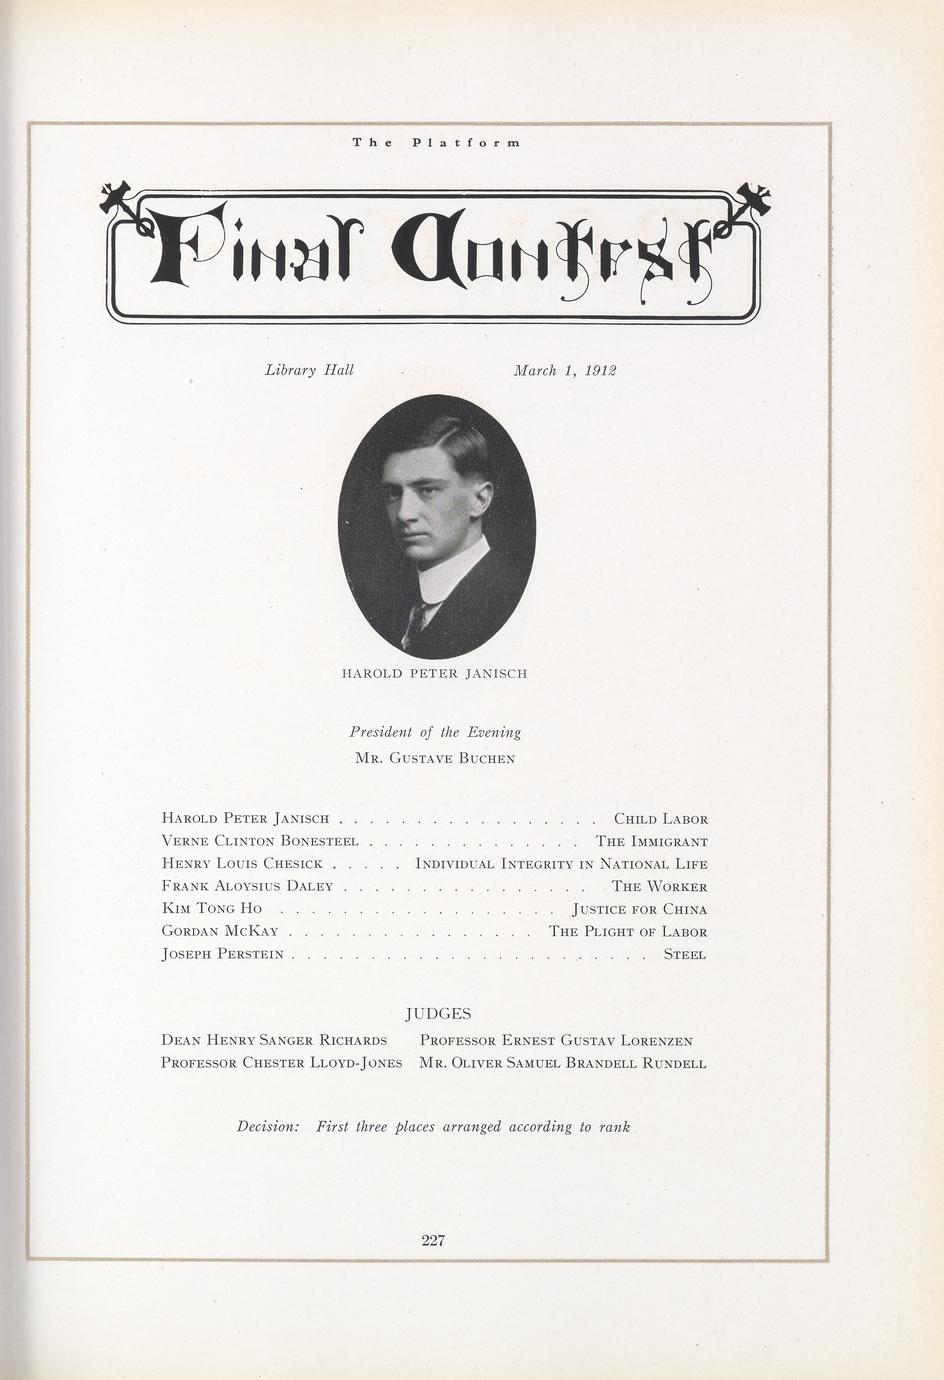 The Platform
Final Contest
Library Hall March 1, 1912
HAROLD PETER JANISCH
President of the Evening
MR. GUSTAVE BUCHEN
HAROLD PETER JANISCH . . . . . . . . . . . . . . . . . CHILD LABOR
VERNE CLINTON BONESTEEL . . . . . . . . . . . . . . THE IMMIGRANT
HENRY LOUIS CHESICK . . . . . INDIVIDUAL INTEGRITY IN NATIONAL LIFE
FRANK ALOYSIUS DALEY . . . . . . . . . . . . . . . . THE WORKER
KIM TONG HO . . . . . . . . . . . . . . . . . . JUSTICE FOR CHINA
GORDAN MCKAY . . . . . . . . . . . . . . . . THE PLIGHT OF LABOR
JOSEPH PERSTEIN . . . . . . . . . . . . . . . . . . . . . . . STEEL
JUDGES
DEAN HENRY SANGER RICHARDS PROFESSOR ERNEST GUSTAV LORENZEN
PROFESSOR CHESTER LLOYD-JONES MR. OLIVER SAMUEL BRANDELL RUNDELL
Decision: First three places arranged according to rank
227